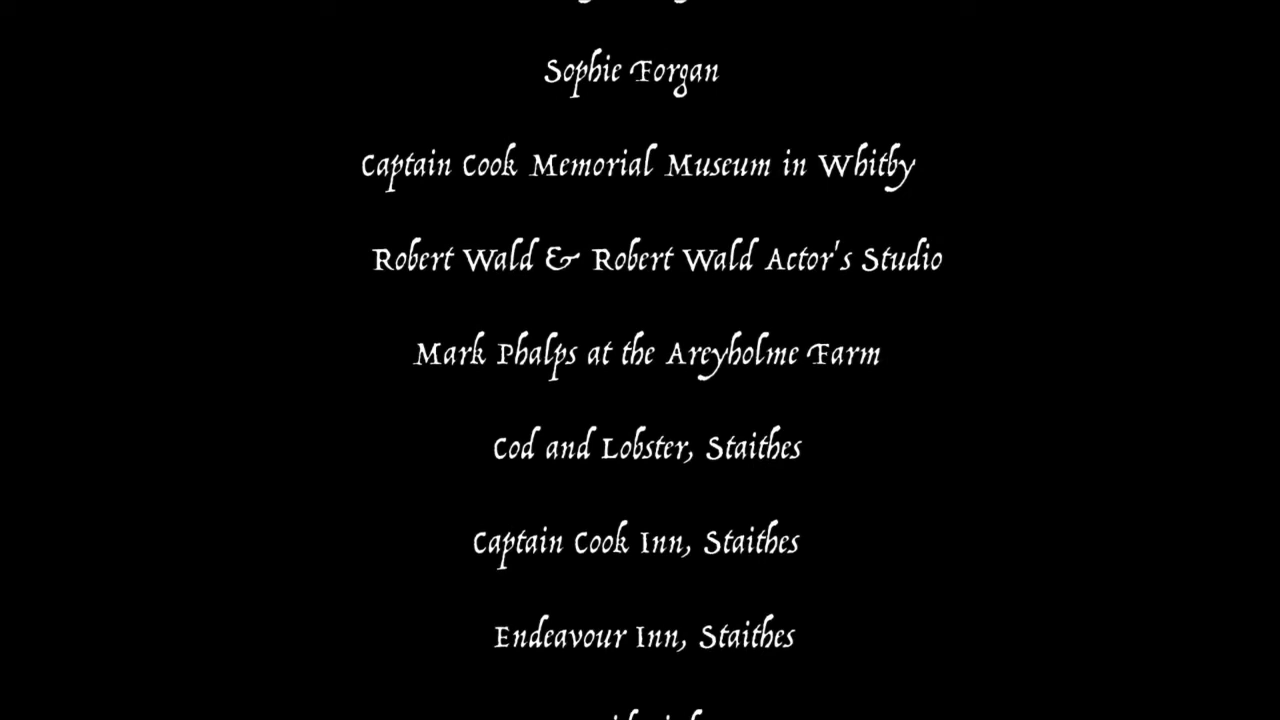 Sophie Forgan
Captain Cook Memorial Museum in Whitby
Robert Wald & Robert Wald Actor's Studio
Mark Phalps at the Areyholme Farm
Cod and Lobster, Staithes
Captain Cook Inn, Staithes
Endeavour Inn, Staithes